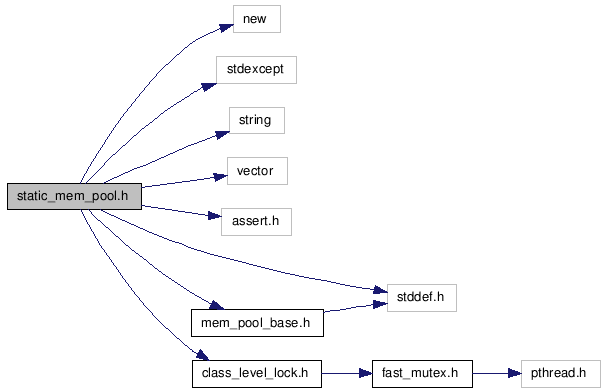 new
stdexcept
string
vector
static_mem_pool.h
assert.h
stddef.h
mem_pool_base.h
class_level_lock.h
fast_mutex.h
pthread.h